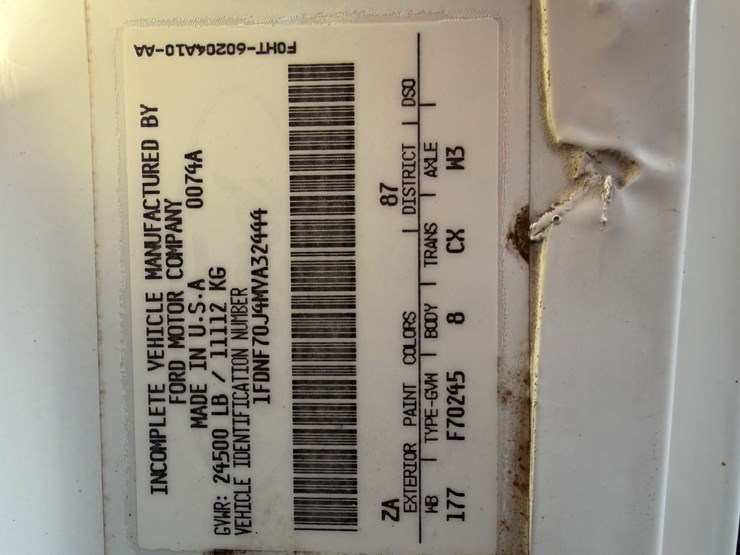 INCOMPLETE VEHICLE MANUFACTURED BY
FORD MOTOR COMPANY
MADE IN U.S.A 0074A
GVWR: 24500 LB / 11112 KG
VEHICLE IDENTIFICATION NUMBER
1FDNF70J4MVA32444
F0HT-60204A10-AA
ZA 87
EXTERIOR PAINT COLORS DISTRICT DSO
WB TYPE-GVW BODY TRANS AXLE
177 F70245 8 CX W3